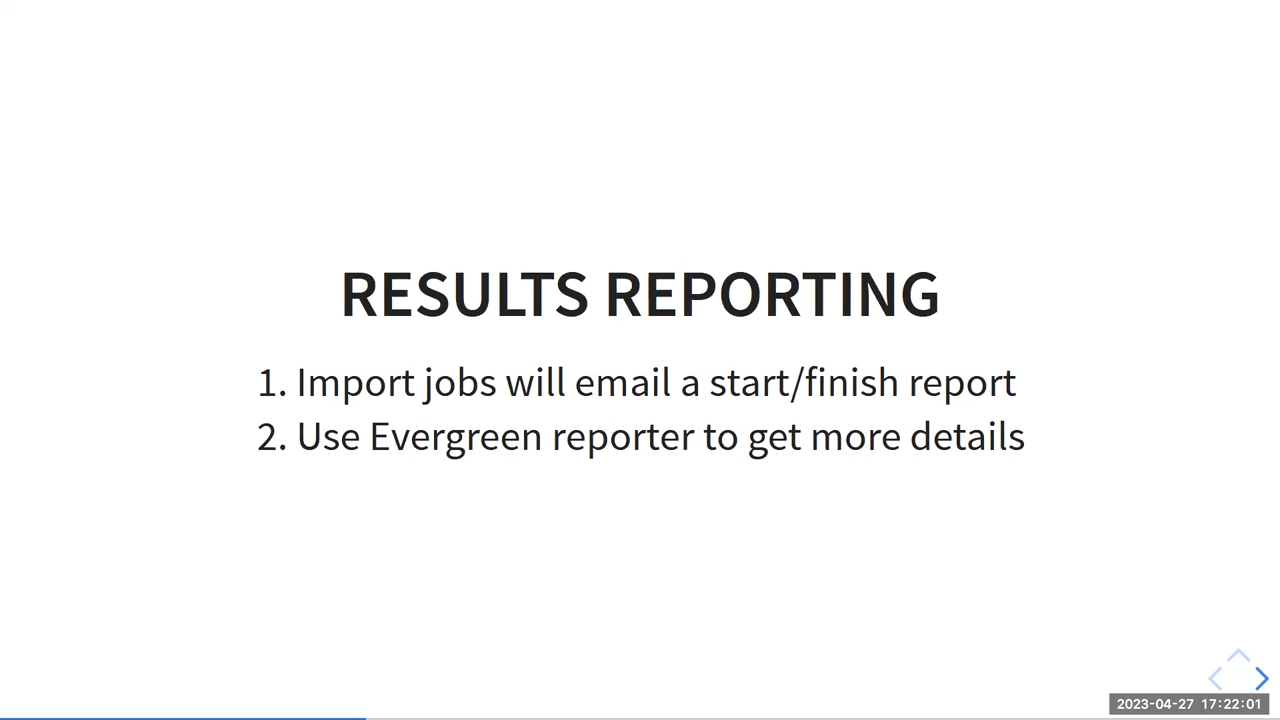 RESULTS REPORTING
1. Import jobs will email a start/finish report
2. Use Evergreen reporter to get more details
2023-04-27 17:22:01